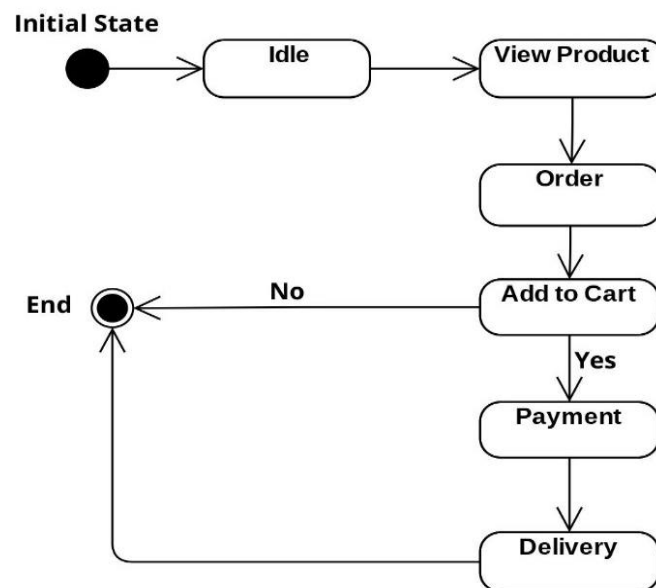 Initial State
Idle
View Product
Order
Add to Cart
No
End
Yes
Payment
Delivery